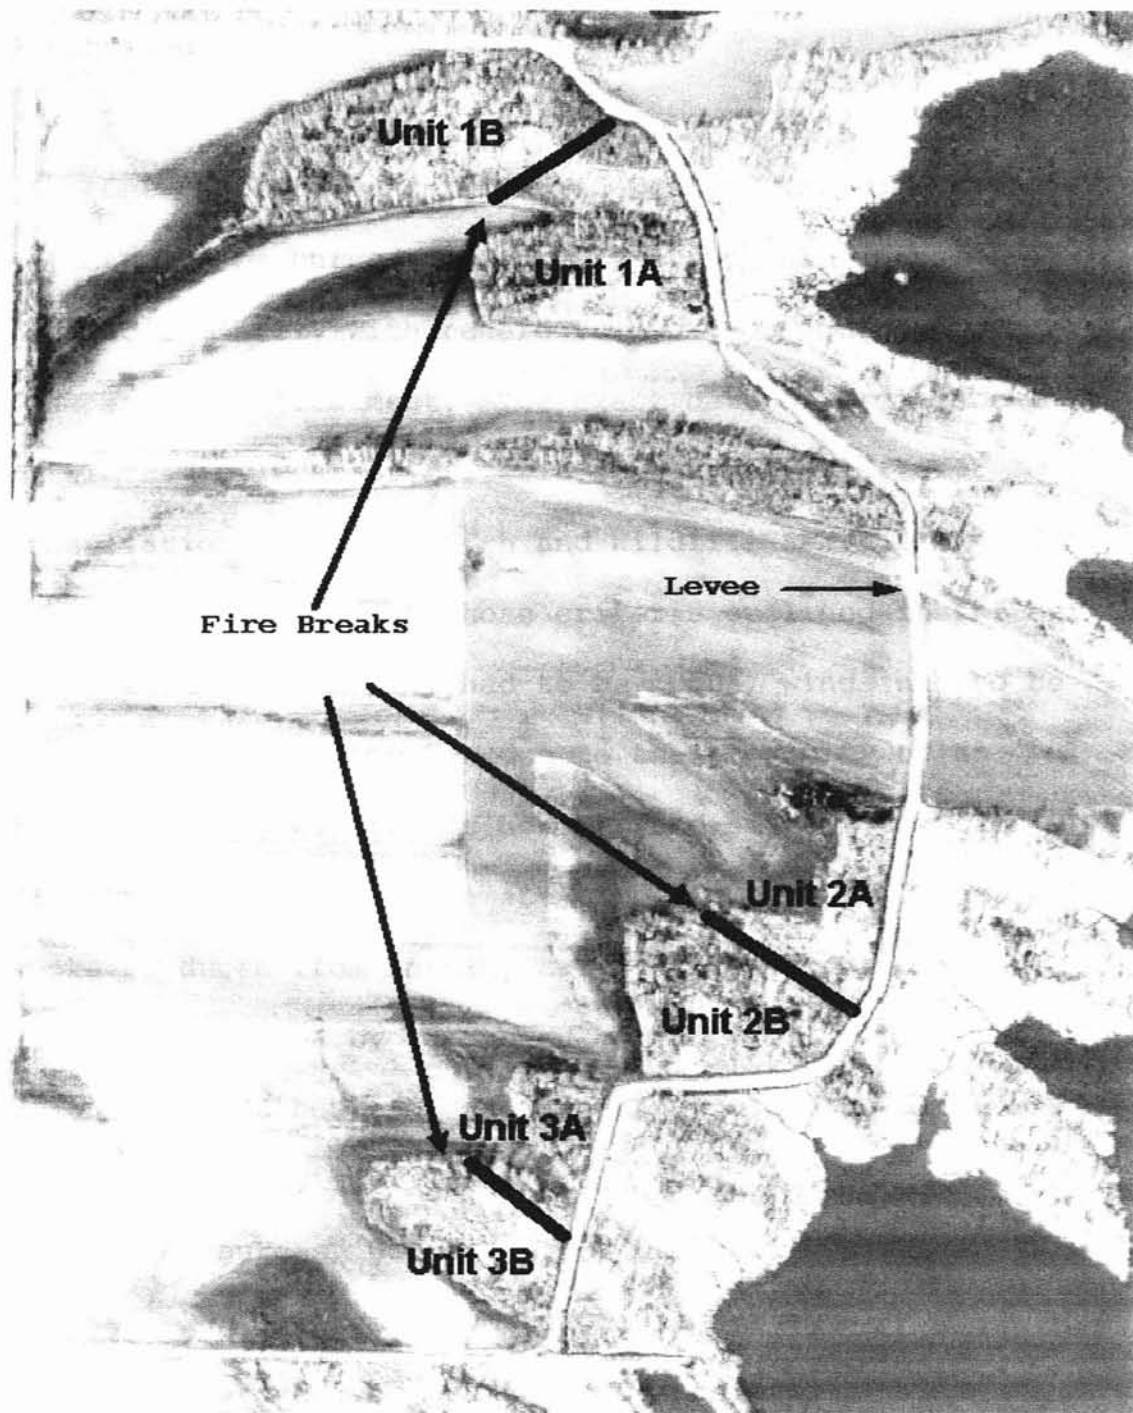 Unit 1B
Unit 1A
Levee
Fire Breaks
Unit 2A
Unit 2B
Unit 3A
Unit 3B